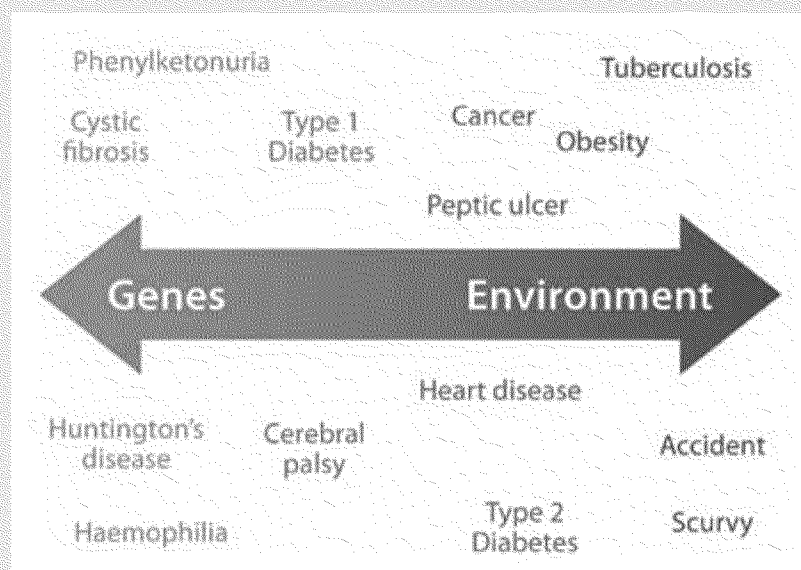 Phenylketonuria
Tuberculosis
Cystic
fibrosis
Type 1
Diabetes
Cancer
Obesity
Peptic ulcer
Genes
Environment
Heart disease
Huntington's
disease
Cerebral
palsy
Accident
Haemophilia
Type 2
Diabetes
Scurvy